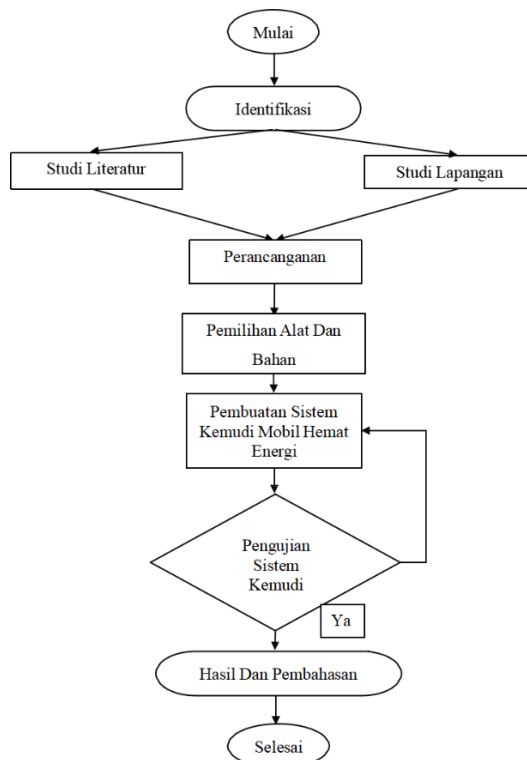 Mulai
Identifikasi
Studi Literatur
Studi Lapangan
Perancanganan
Pemilihan Alat Dan
Bahan
Pembuatan Sistem
Kemudi Mobil Hemat
Energi
Pengujian
Sistem
Kemudi
Ya
Hasil Dan Pembahasan
Selesai